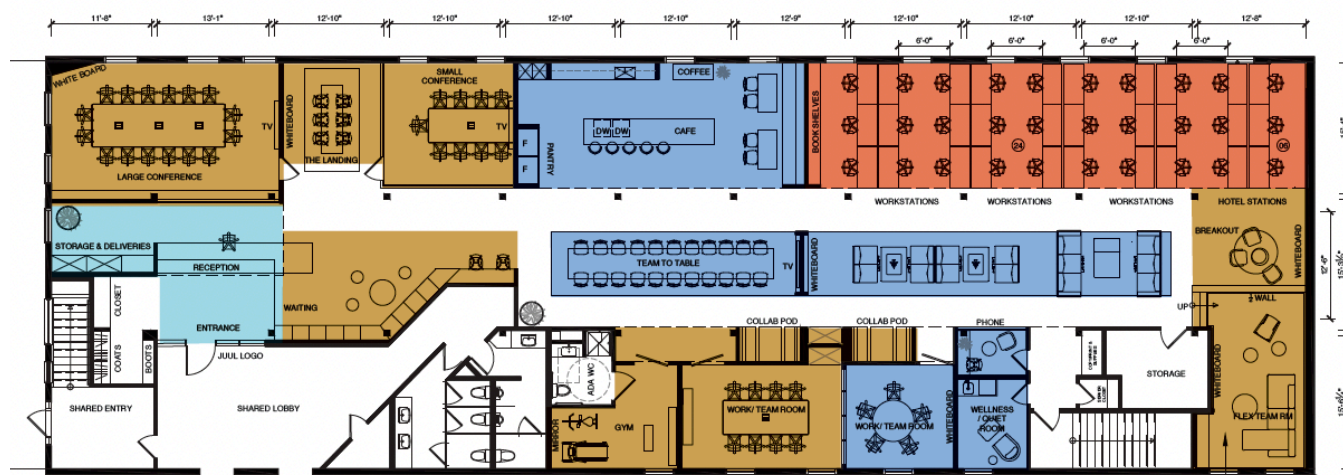 11'-8"
13'-1"
12'-10"
12'-10"
12'-10"
12'-10"
12'-9"
12'-10"
12'-10"
12'-10"
12'-8"
6'-0"
6'-0"
6'-0"
6'-0"
WHITE BOARD
TV
LARGE CONFERENCE
WHITEBOARD
THE LANDING
SMALL
CONFERENCE
TV
COFFEE
DW
DW
CAFE
F
F
PANTRY
BOOKSHELVES
24
06
WORKSTATIONS
WORKSTATIONS
WORKSTATIONS
HOTEL STATIONS
BREAKOUT
WHITEBOARD
12'-6"
STORAGE & DELIVERIES
RECEPTION
WAITING
ENTRANCE
TEAM TO TABLE
TV
WHITEBOARD
CLOSET
COATS
BOOTS
JUUL LOGO
SHARED ENTRY
SHARED LOBBY
ADA WC
MIRROR
GYM
COLLAB POD
COLLAB POD
WORK/ TEAM ROOM
WORK/ TEAM ROOM
WHITEBOARD
PHONE
WELLNESS
/ QUIET
ROOM
STORAGE
UP
WALL
WHITEBOARD
FLEX TEAM RM